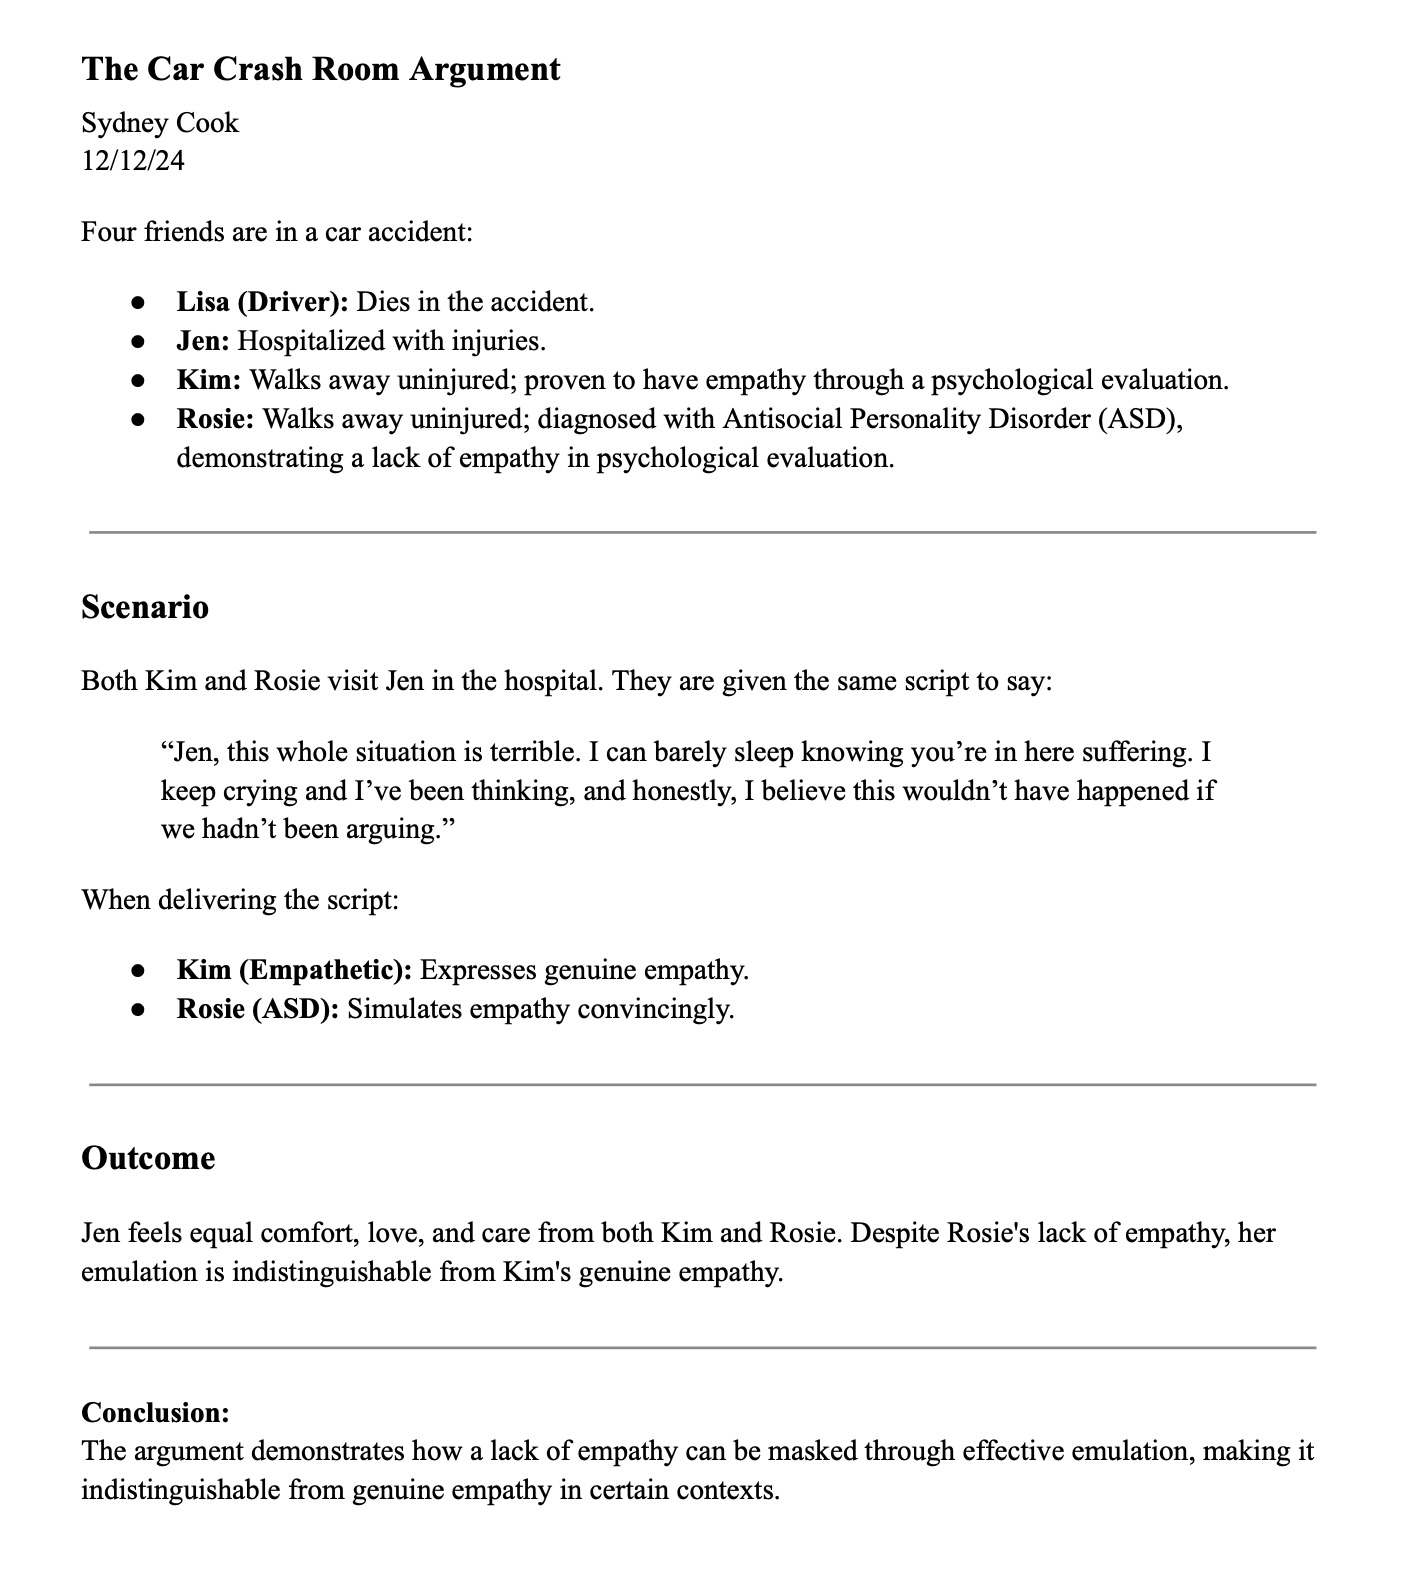 The Car Crash Room Argument
Sydney Cook
12/12/24
Four friends are in a car accident:
● Lisa (Driver): Dies in the accident.
● Jen: Hospitalized with injuries.
● Kim: Walks away uninjured; proven to have empathy through a psychological evaluation.
● Rosie: Walks away uninjured; diagnosed with Antisocial Personality Disorder (ASD),
demonstrating a lack of empathy in psychological evaluation.
Scenario
Both Kim and Rosie visit Jen in the hospital. They are given the same script to say:
“Jen, this whole situation is terrible. I can barely sleep knowing you’re in here suffering. I
keep crying and I’ve been thinking, and honestly, I believe this wouldn’t have happened if
we hadn’t been arguing.”
When delivering the script:
● Kim (Empathetic): Expresses genuine empathy.
● Rosie (ASD): Simulates empathy convincingly.
Outcome
Jen feels equal comfort, love, and care from both Kim and Rosie. Despite Rosie's lack of empathy, her
emulation is indistinguishable from Kim's genuine empathy.
Conclusion:
The argument demonstrates how a lack of empathy can be masked through effective emulation, making it
indistinguishable from genuine empathy in certain contexts.